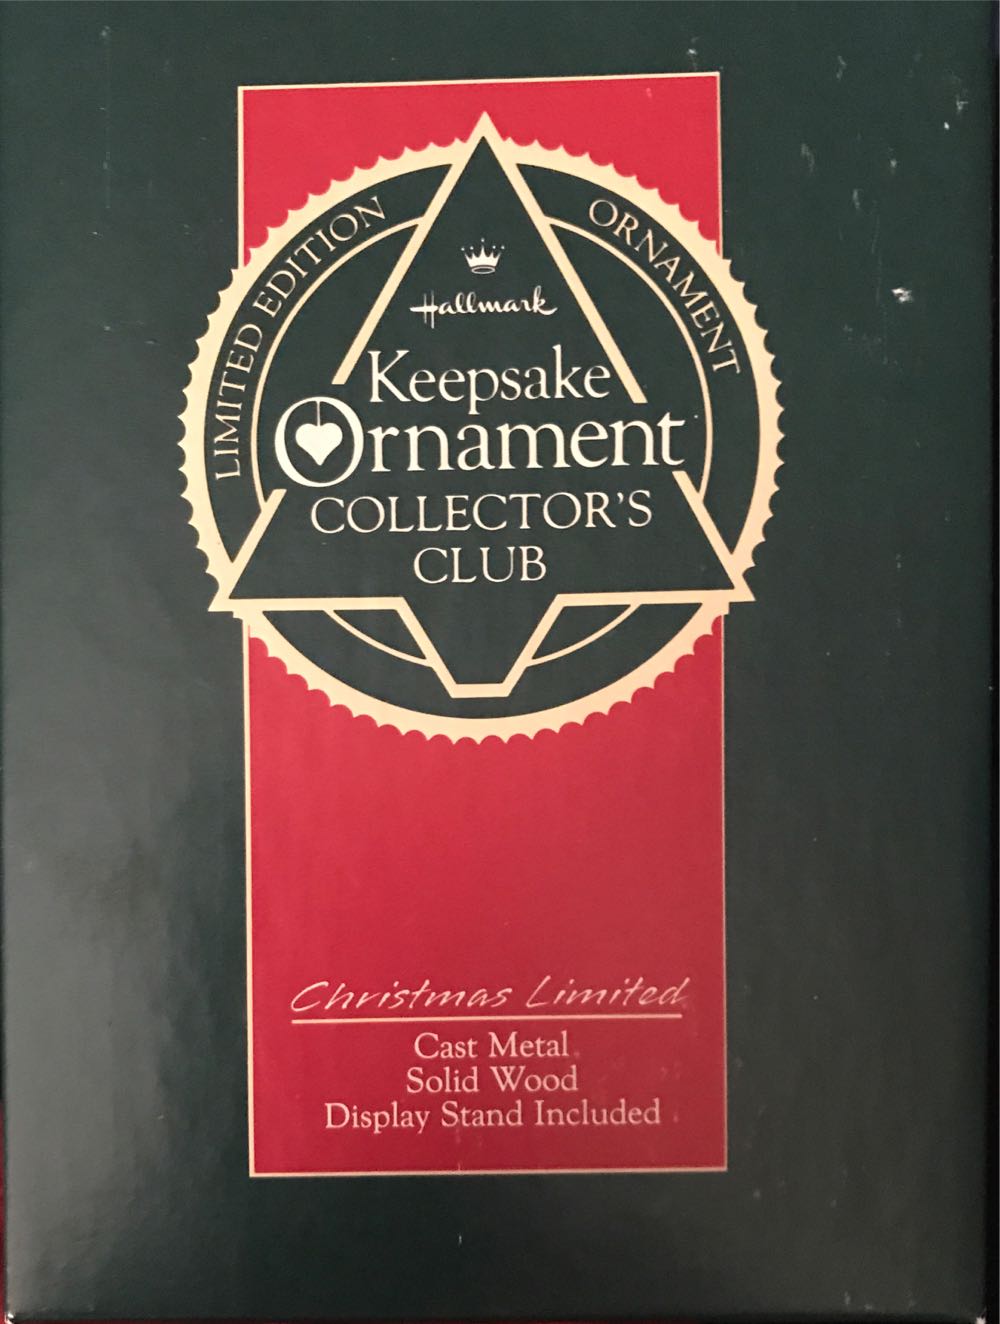 LIMITED EDITION
ORNAMENT
Hallmark
Keepsake
Ornament
COLLECTOR'S
CLUB
Christmas Limited
Cast Metal
Solid Wood
Display Stand Included